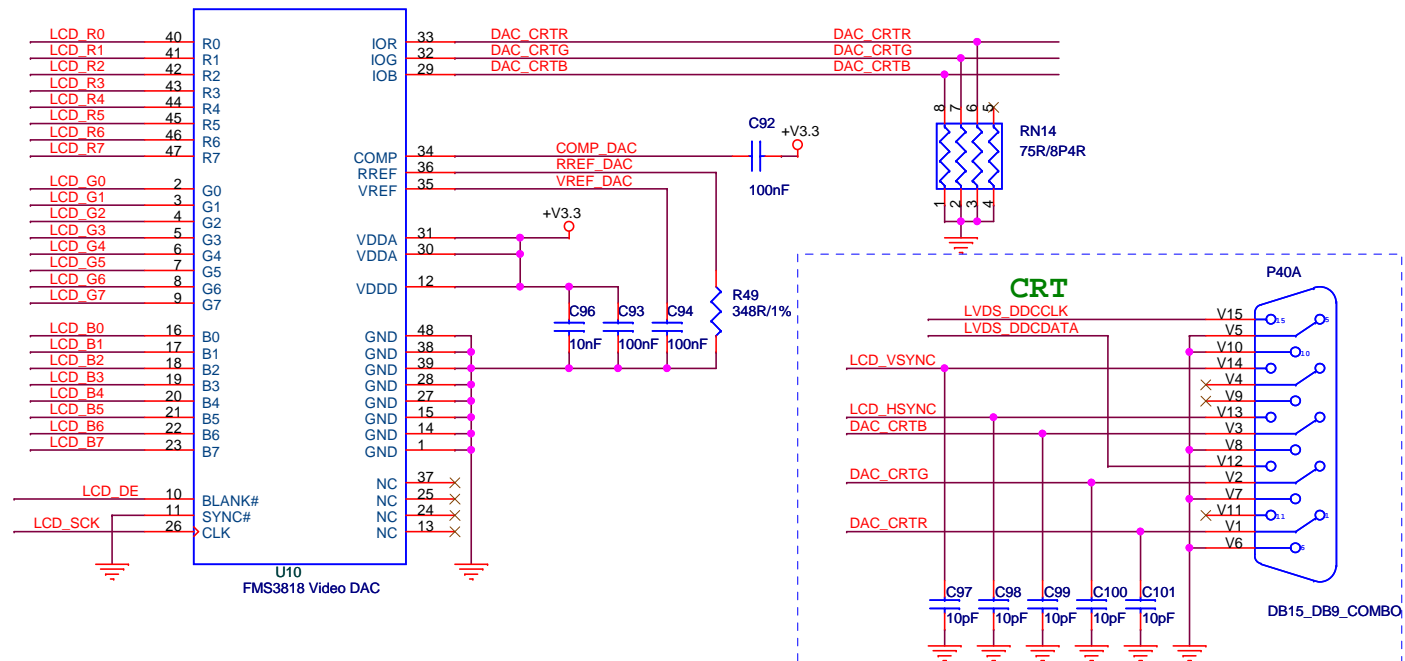 LCD_R0 40 R0
LCD_R1 41 R1
LCD_R2 42 R2
LCD_R3 43 R3
LCD_R4 44 R4
LCD_R5 45 R5
LCD_R6 46 R6
LCD_R7 47 R7
LCD_G0 2 G0
LCD_G1 3 G1
LCD_G2 4 G2
LCD_G3 5 G3
LCD_G4 6 G4
LCD_G5 7 G5
LCD_G6 8 G6
LCD_G7 9 G7
LCD_B0 16 B0
LCD_B1 17 B1
LCD_B2 18 B2
LCD_B3 19 B3
LCD_B4 20 B4
LCD_B5 21 B5
LCD_B6 22 B6
LCD_B7 23 B7
LCD_DE 10 BLANK#
11 SYNC#
LCD_SCK 26 CLK
IOR 33 DAC_CRTR DAC_CRTR
IOG 32 DAC_CRTG DAC_CRTG
IOB 29 DAC_CRTB DAC_CRTB
COMP 34 COMP_DAC
RREF 36 RREF_DAC
VREF 35 VREF_DAC
VDDA 31
VDDA 30
VDDD 12
GND 48
GND 38
GND 39
GND 28
GND 27
GND 15
GND 14
GND 1
NC 37
NC 25
NC 24
NC 13
U10
FMS3818 Video DAC
C92
+V3.3
100nF
+V3.3
C96
10nF
C93
100nF
C94
100nF
R49
348R/1%
8 7 6 5
RN14
75R/8P4R
1 2 3 4
CRT
P40A
LVDS_DDCCLK V15 15 5
LVDS_DDCDATA V5
V10 10
LCD_VSYNC V14
V4
V9
LCD_HSYNC V13
DAC_CRTB V3
V8
V12
DAC_CRTG V2
V7
V11 11 1
DAC_CRTR V1
V6 6
C97
10pF
C98
10pF
C99
10pF
C100
10pF
C101
10pF
DB15_DB9_COMBO